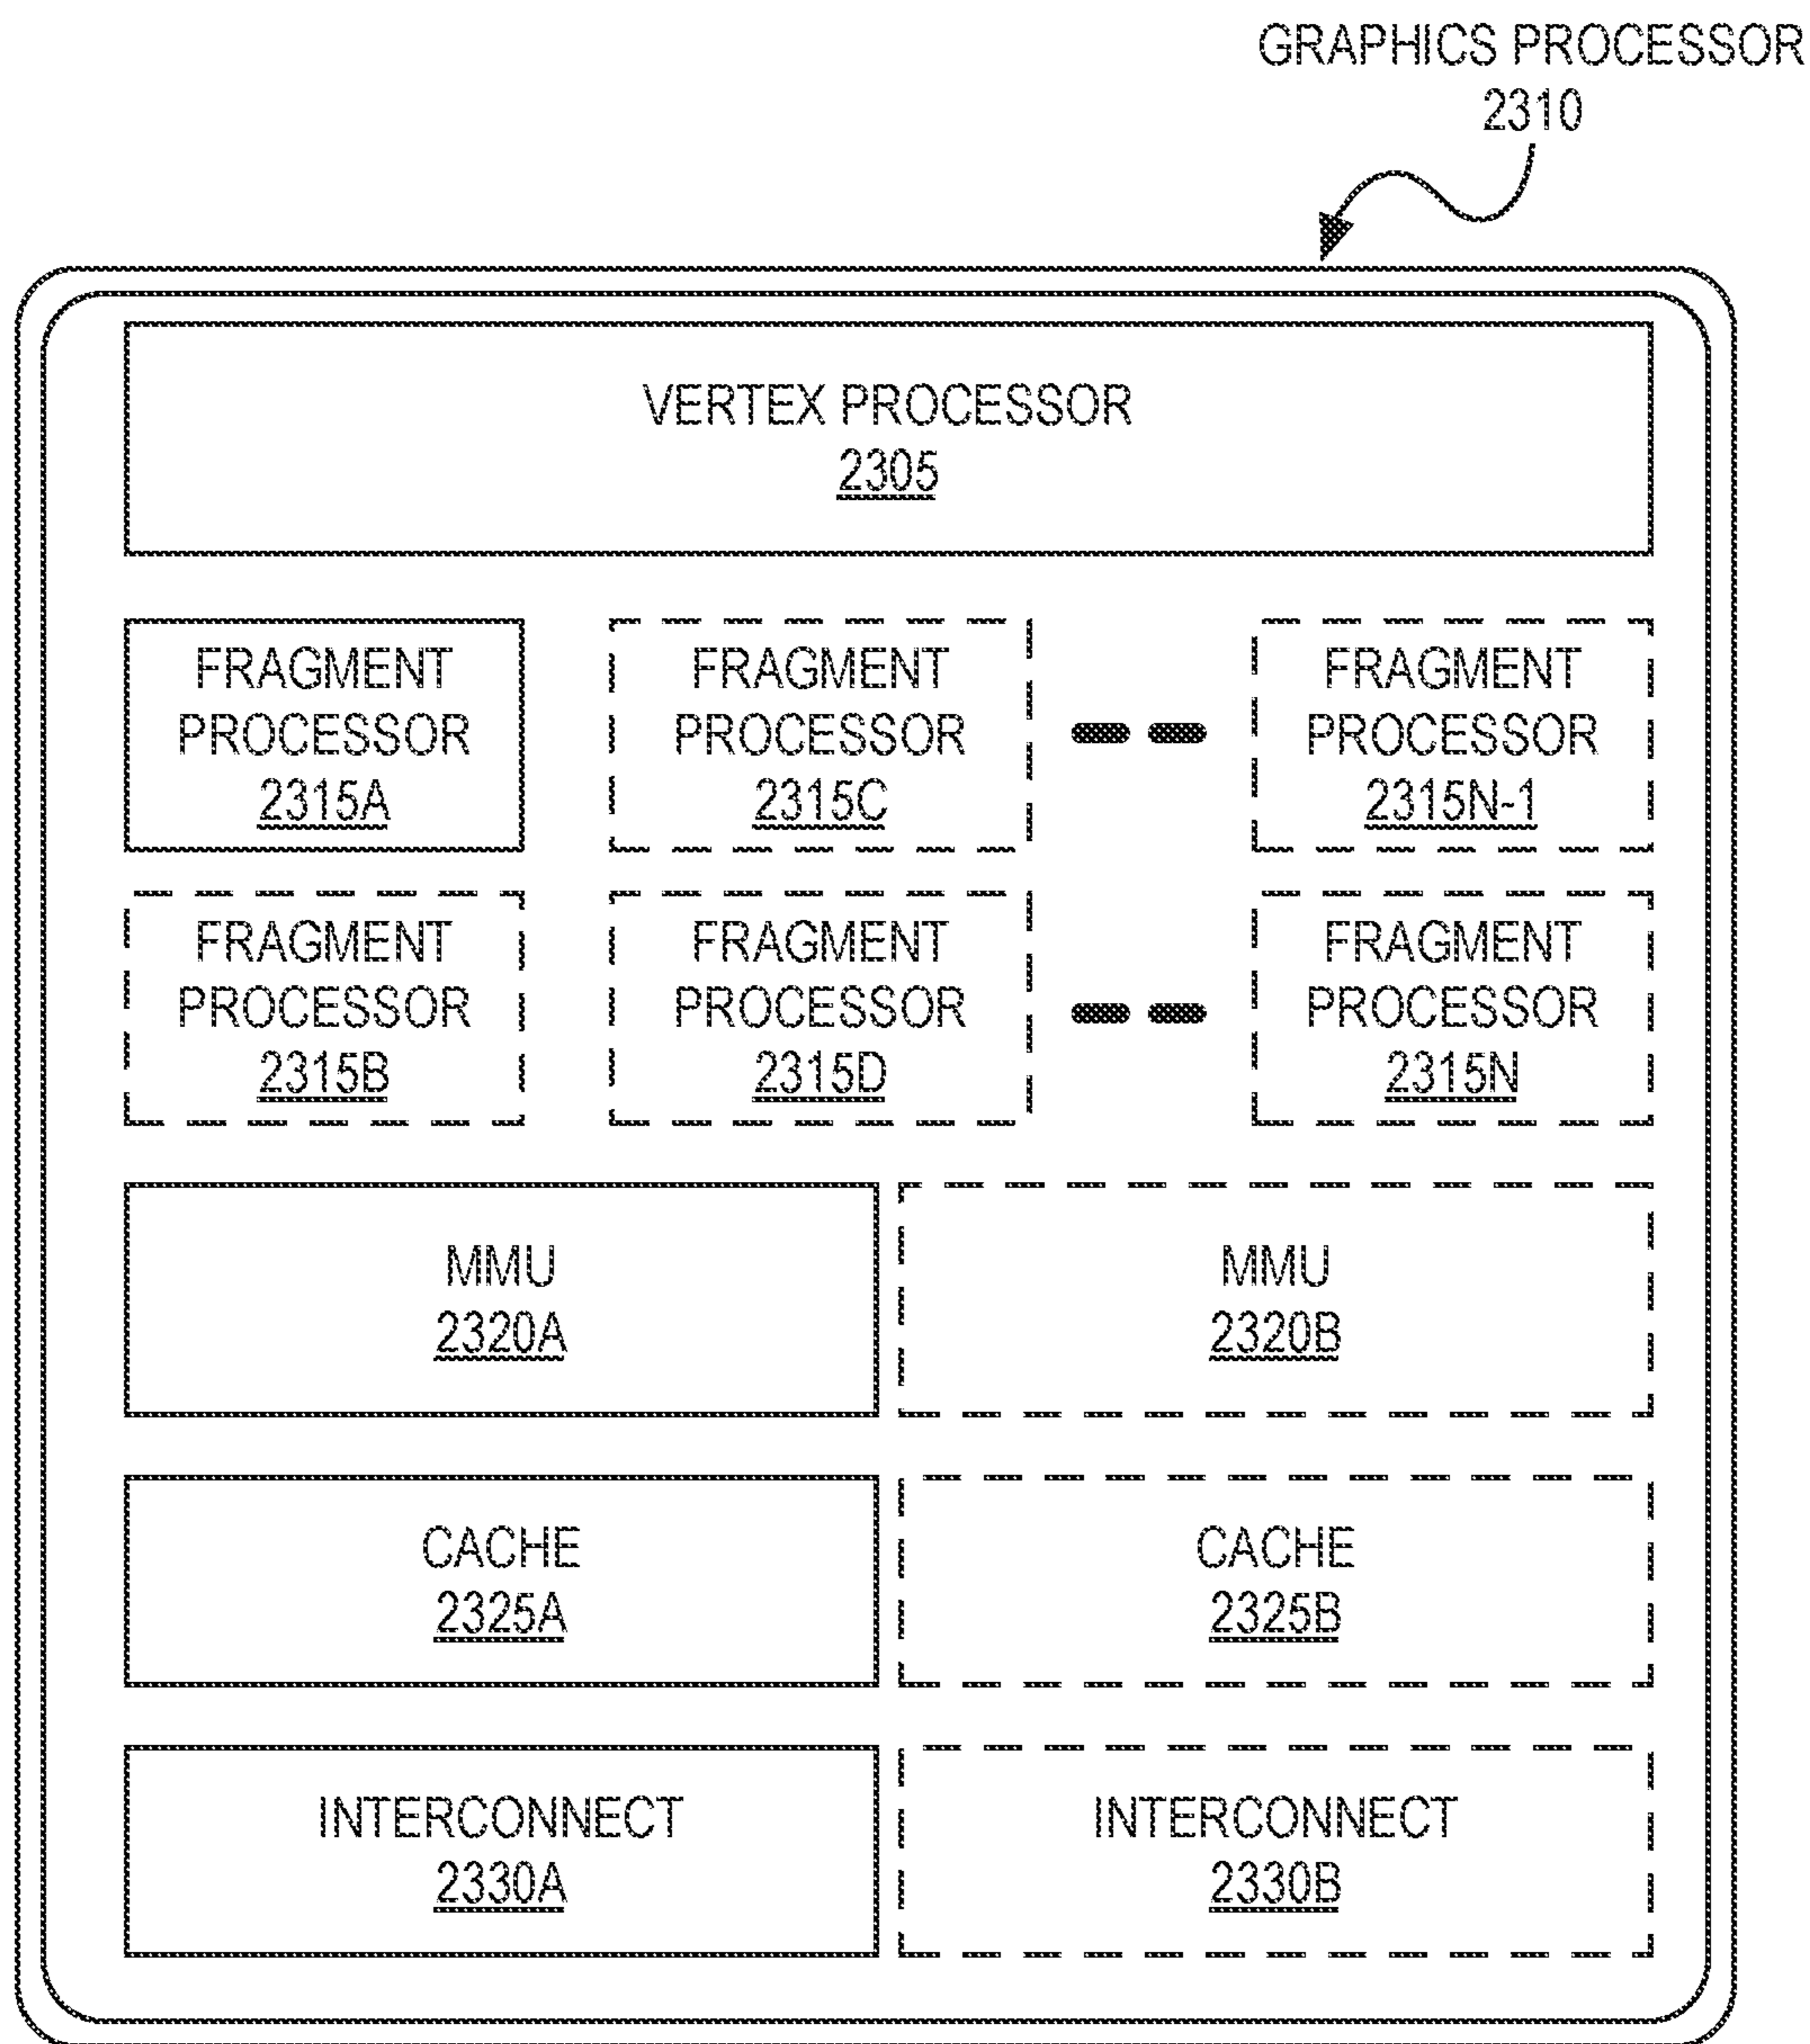 GRAPHICS PROCESSOR
2310
VERTEX PROCESSOR
2305
FRAGMENT
PROCESSOR
2315A
FRAGMENT
PROCESSOR
2315C
FRAGMENT
PROCESSOR
2315N-1
FRAGMENT
PROCESSOR
2315B
FRAGMENT
PROCESSOR
2315D
FRAGMENT
PROCESSOR
2315N
MMU
2320A
MMU
2320B
CACHE
2325A
CACHE
2325B
INTERCONNECT
2330A
INTERCONNECT
2330B